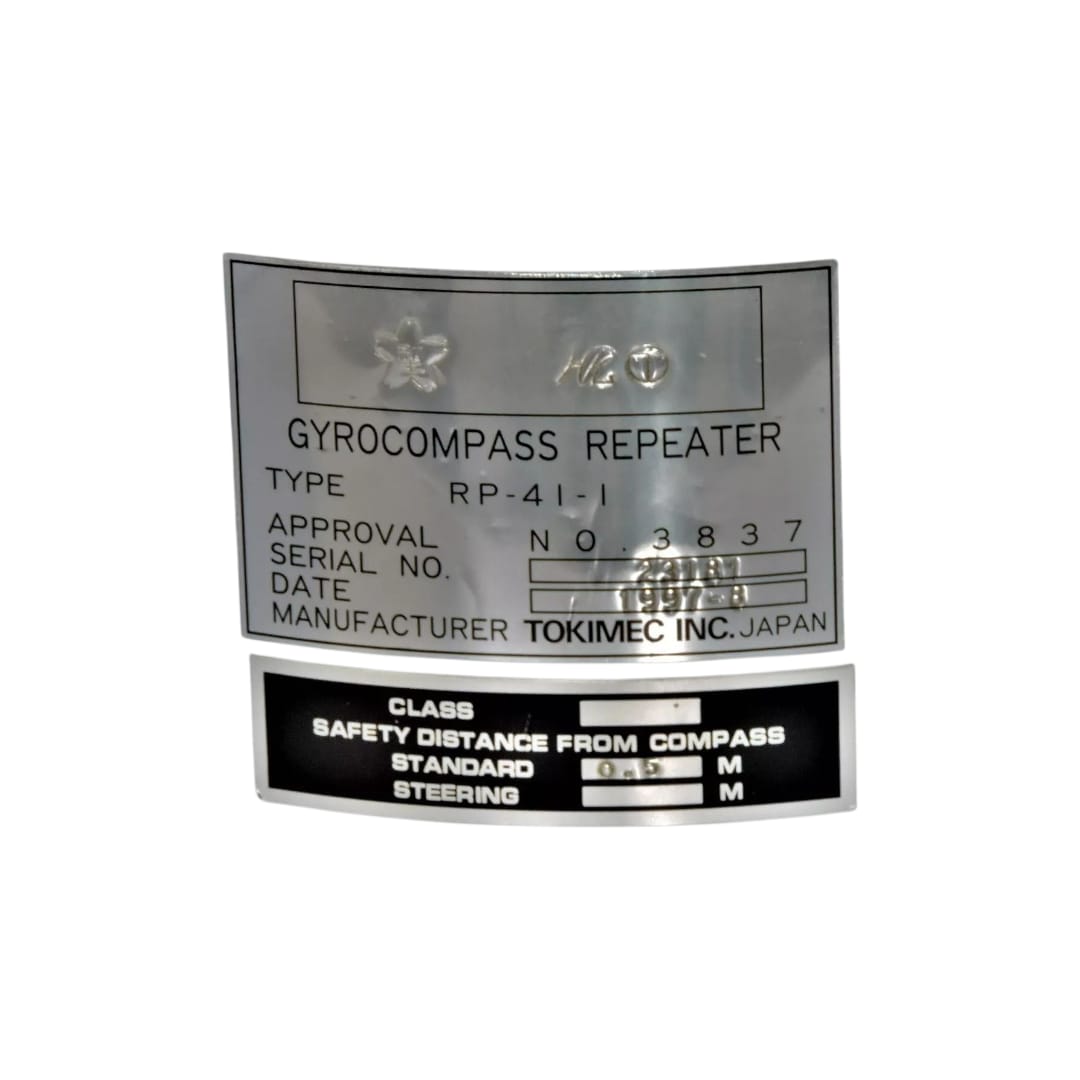 GYROCOMPASS REPEATER
TYPE RP-41-1
APPROVAL NO.3837
SERIAL NO. 23181
DATE 1997-8
MANUFACTURER TOKIMEC INC. JAPAN
CLASS
SAFETY DISTANCE FROM COMPASS
STANDARD 0.5 M
STEERING M